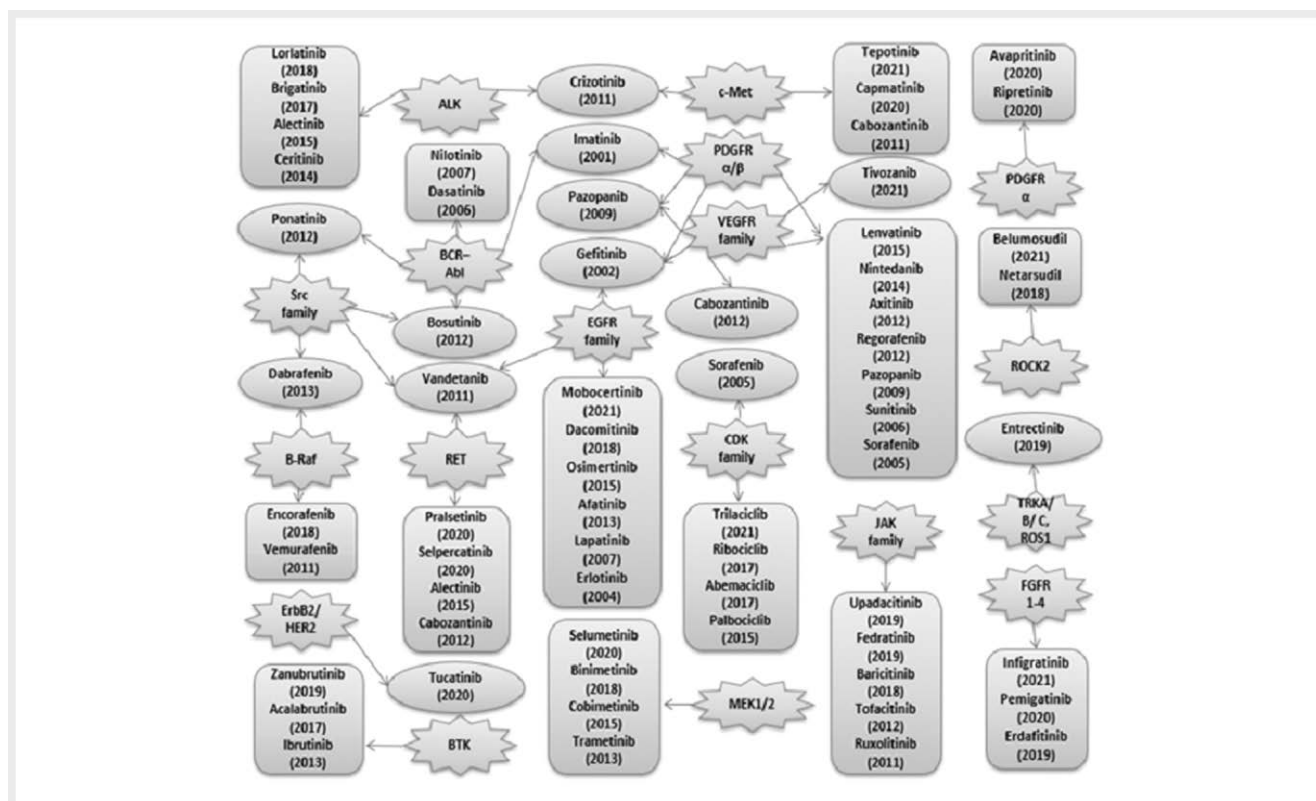 Lorlatinib
(2018)
Brigatinib
(2017)
Alectinib
(2015)
Ceritinib
(2014)
ALK
Crizotinib
(2011)
c-Met
Tepotinib
(2021)
Capmatinib
(2020)
Cabozantinib
(2011)
Avapritinib
(2020)
Ripretinib
(2020)
Nilotinib
(2007)
Dasatinib
(2006)
Imatinib
(2001)
PDGFR
α/β
Tivozanib
(2021)
PDGFR
α
Ponatinib
(2012)
Pazopanib
(2009)
VEGFR
family
BCR–
Abl
Gefitinib
(2002)
Lenvatinib
(2015)
Nintedanib
(2014)
Axitinib
(2012)
Regorafenib
(2012)
Pazopanib
(2009)
Sunitinib
(2006)
Sorafenib
(2005)
Belumosudil
(2021)
Netarsudil
(2018)
Src
family
Bosutinib
(2012)
EGFR
family
Cabozantinib
(2012)
Dabrafenib
(2013)
Vandetanib
(2011)
Sorafenib
(2005)
ROCK2
Mobocertinib
(2021)
Dacomitinib
(2018)
Osimertinib
(2015)
Afatinib
(2013)
Lapatinib
(2007)
Erlotinib
(2004)
Entrectinib
(2019)
B-Raf
RET
CDK
family
Encorafenib
(2018)
Vemurafenib
(2011)
Pralsetinib
(2020)
Selpercatinib
(2020)
Alectinib
(2015)
Cabozantinib
(2012)
Trilaciclib
(2021)
Ribociclib
(2017)
Abemaciclib
(2017)
Palbociclib
(2015)
JAK
family
TRKA/
B/ C,
ROS1
ErbB2/
HER2
FGFR
1-4
Upadacitinib
(2019)
Fedratinib
(2019)
Baricitinib
(2018)
Tofacitinib
(2012)
Ruxolitinib
(2011)
Selumetinib
(2020)
Binimetinib
(2018)
Cobimetinib
(2015)
Trametinib
(2013)
Infigratinib
(2021)
Pemigatinib
(2020)
Erdafitinib
(2019)
Zanubrutinib
(2019)
Acalabrutinib
(2017)
Ibrutinib
(2013)
Tucatinib
(2020)
MEK1/2
BTK